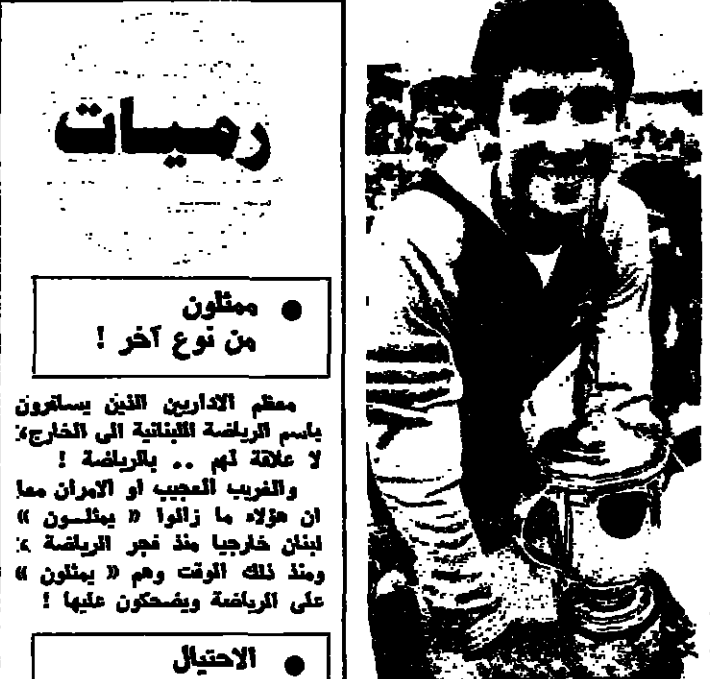 رميات
● ممثلون
من نوع آخر !
معظم الاداريين الذين يسافرون
باسم الرياضة اللبنانية الى الخارج،
لا علاقة لهم .. بالرياضة !
والغريب العجيب او الامران معا
ان هؤلاء ما زالوا « يمثلـون »
لبنان خارجيا منذ فجر الرياضة ،
ومنذ ذلك الوقت وهم « يمثلون »
على الرياضة ويضحكون عليها !
● الاحتيال